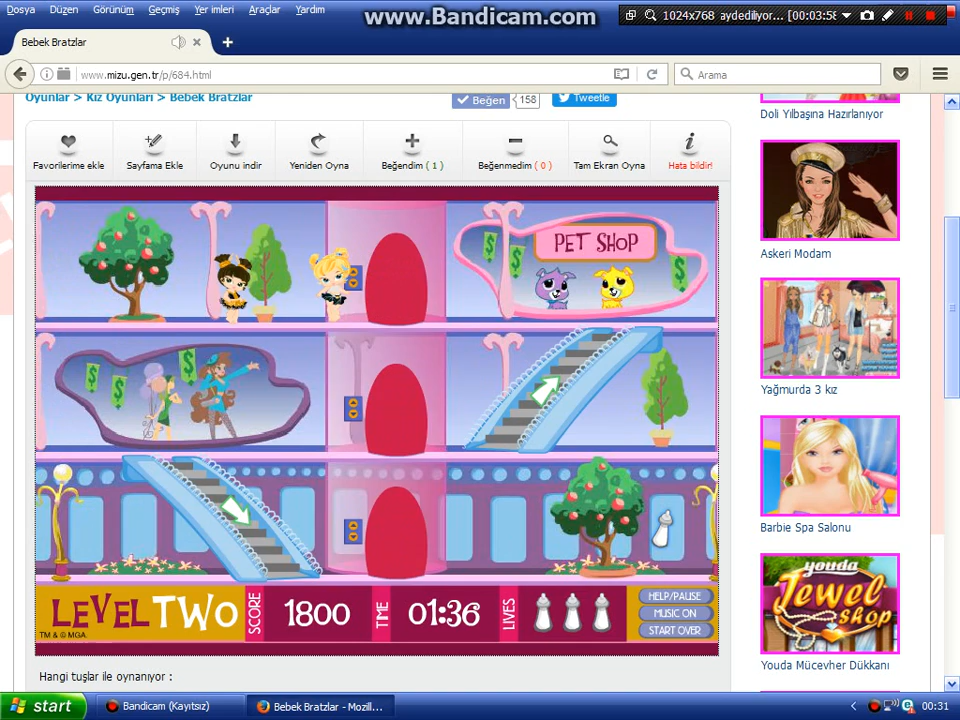 Dosya Düzen Görünüm Geçmiş Yer imleri Araçlar Yardım
www.Bandicam.com
1024x768 aydediliyor... [00:03:58
Bebek Bratzlar
www.mizu.gen.tr/p/684.html
Arama
Oyunlar > Kız Oyunları > Bebek Bratzlar
Beğen 158
Tweetle
Favorilerime ekle
Sayfama Ekle
Oyunu indir
Yeniden Oyna
Beğendim ( 1 )
Beğenmedim ( 0 )
Tam Ekran Oyna
Hata bildir!
Doli Yılbaşına Hazırlanıyor
PET SHOP
$ $ $
$ $ $
Askeri Modam
Yağmurda 3 kız
Barbie Spa Salonu
youda
Jewel
shop
Youda Mücevher Dükkanı
LEVEL TWO
TM & © MGA.
SCORE
1800
TIME
01:36
LIVES
HELP/PAUSE
MUSIC ON
START OVER
Hangi tuşlar ile oynanıyor :
start
Bandicam (Kayıtsız)
Bebek Bratzlar - Mozill...
00:31